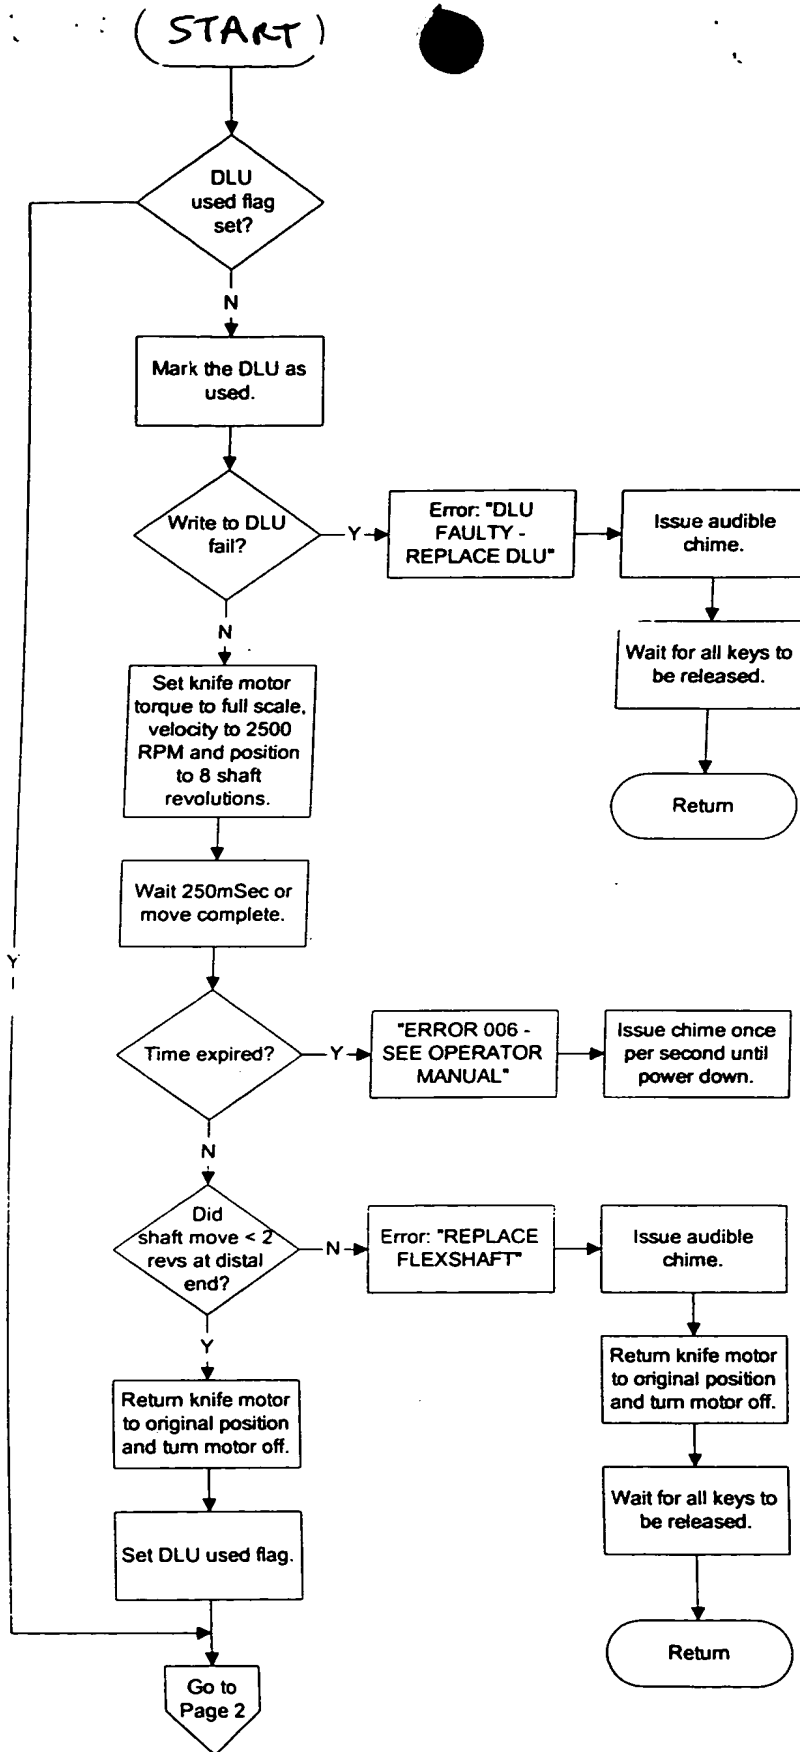 START
DLU
used flag
set?
N
Mark the DLU as
used.
Write to DLU
fail?
Y
Error: "DLU
FAULTY -
REPLACE DLU"
Issue audible
chime.
Wait for all keys to
be released.
Return
N
Set knife motor
torque to full scale,
velocity to 2500
RPM and position
to 8 shaft
revolutions.
Wait 250mSec or
move complete.
Y
Time expired?
Y
"ERROR 006 -
SEE OPERATOR
MANUAL"
Issue chime once
per second until
power down.
N
Did
shaft move < 2
revs at distal
end?
N
Error: "REPLACE
FLEXSHAFT"
Issue audible
chime.
Return knife motor
to original position
and turn motor off.
Wait for all keys to
be released.
Return
Y
Return knife motor
to original position
and turn motor off.
Set DLU used flag.
Go to
Page 2